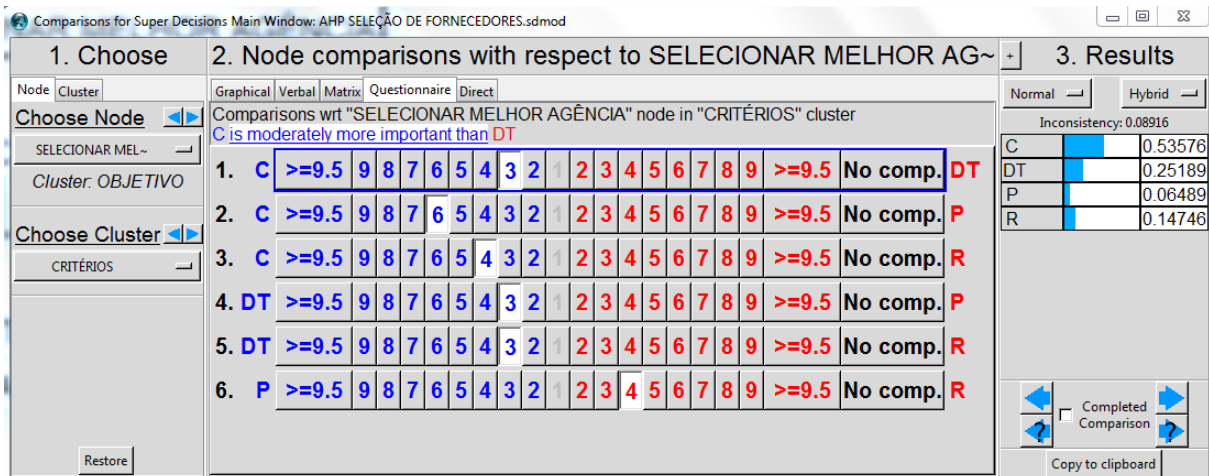 Comparisons for Super Decisions Main Window: AHP SELEÇÃO DE FORNECEDORES.sdmod
1. Choose
Node Cluster
Choose Node
SELECIONAR MEL~
Cluster: OBJETIVO
Choose Cluster
CRITÉRIOS
Restore
2. Node comparisons with respect to SELECIONAR MELHOR AG~
Graphical Verbal Matrix Questionnaire Direct
Comparisons wrt "SELECIONAR MELHOR AGÊNCIA" node in "CRITÉRIOS" cluster
C is moderately more important than DT
1. C >=9.5 9 8 7 6 5 4 3 2 1 2 3 4 5 6 7 8 9 >=9.5 No comp. DT
2. C >=9.5 9 8 7 6 5 4 3 2 1 2 3 4 5 6 7 8 9 >=9.5 No comp. P
3. C >=9.5 9 8 7 6 5 4 3 2 1 2 3 4 5 6 7 8 9 >=9.5 No comp. R
4. DT >=9.5 9 8 7 6 5 4 3 2 1 2 3 4 5 6 7 8 9 >=9.5 No comp. P
5. DT >=9.5 9 8 7 6 5 4 3 2 1 2 3 4 5 6 7 8 9 >=9.5 No comp. R
6. P >=9.5 9 8 7 6 5 4 3 2 1 2 3 4 5 6 7 8 9 >=9.5 No comp. R
+ 3. Results
Normal Hybrid
Inconsistency: 0.08916
C 0.53576
DT 0.25189
P 0.06489
R 0.14746
Completed
Comparison
? ?
Copy to clipboard